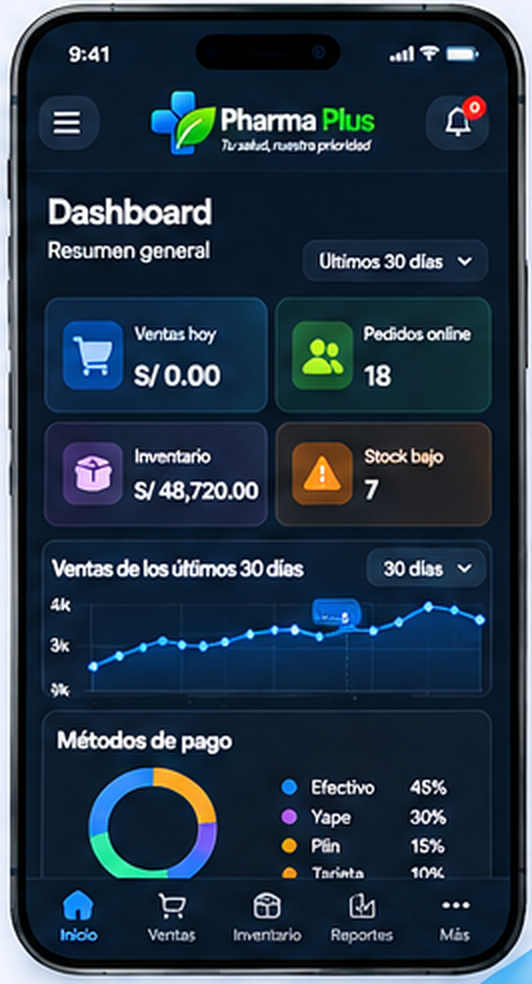 9:41
0
Pharma Plus
Tu salud, nuestra prioridad
Dashboard
Resumen general
Últimos 30 días
Ventas hoy
S/ 0.00
Pedidos online
18
Inventario
S/ 48,720.00
Stock bajo
7
Ventas de los últimos 30 días
30 días
4k
3k
Métodos de pago
Efectivo 45%
Yape 30%
Plin 15%
Tarjeta 10%
Inicio
Ventas
Inventario
Reportes
Más